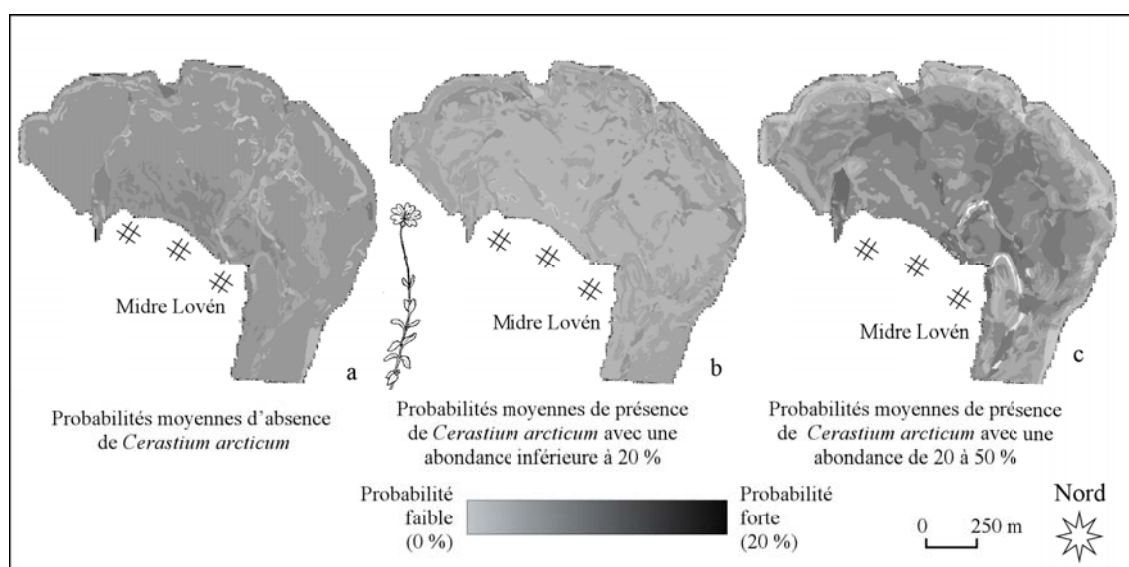 Midre Lovén
a
Probabilités moyennes d'absence
de Cerastium arcticum
Midre Lovén
b
Probabilités moyennes de présence
de Cerastium arcticum avec une
abondance inférieure à 20 %
Midre Lovén
c
Probabilités moyennes de présence
de Cerastium arcticum avec une
abondance de 20 à 50 %
Probabilité
faible
(0 %)
Probabilité
forte
(20 %)
0 250 m
Nord